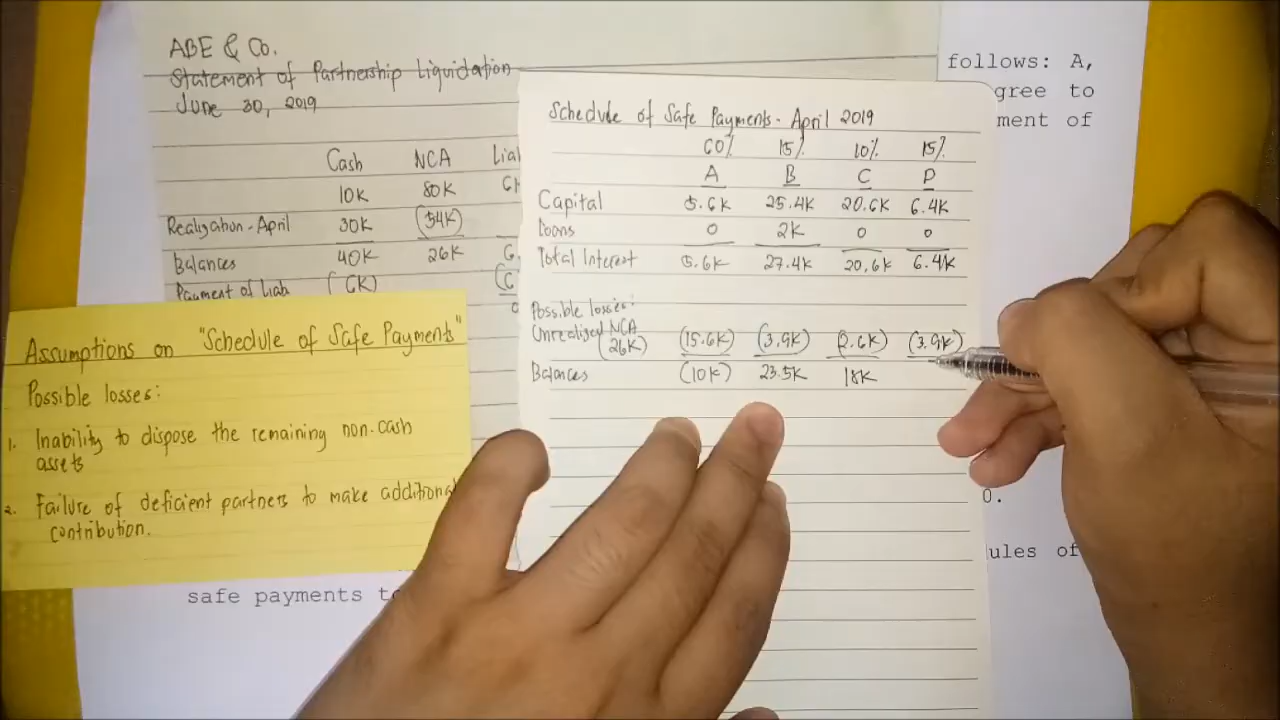 ABE & Co.
Statement of Partnership Liquidation
June 30, 2019
Cash NCA
10K 80K
Realization - April 30K (54K)
Balances 40K 26K
Payment of Liab (6K)
Schedule of Safe Payments - April 2019
60% 15% 10% 15%
A B C D
Capital 5.6K 25.4K 20.6K 6.4K
Loans 0 2K 0 0
Total Interest 5.6K 27.4K 20.6K 6.4K
Possible losses:
Unrealized NCA
(26K) (15.6K) (3.9K) (2.6K) (3.9K)
Balances (10K) 23.5K 18K
Assumptions on "Schedule of Safe Payments"
Possible losses:
1. Inability to dispose the remaining non-cash
assets
2. Failure of deficient partners to make additional
contribution.
follows: A,
gree to
ment of
0.
ules of
safe payments